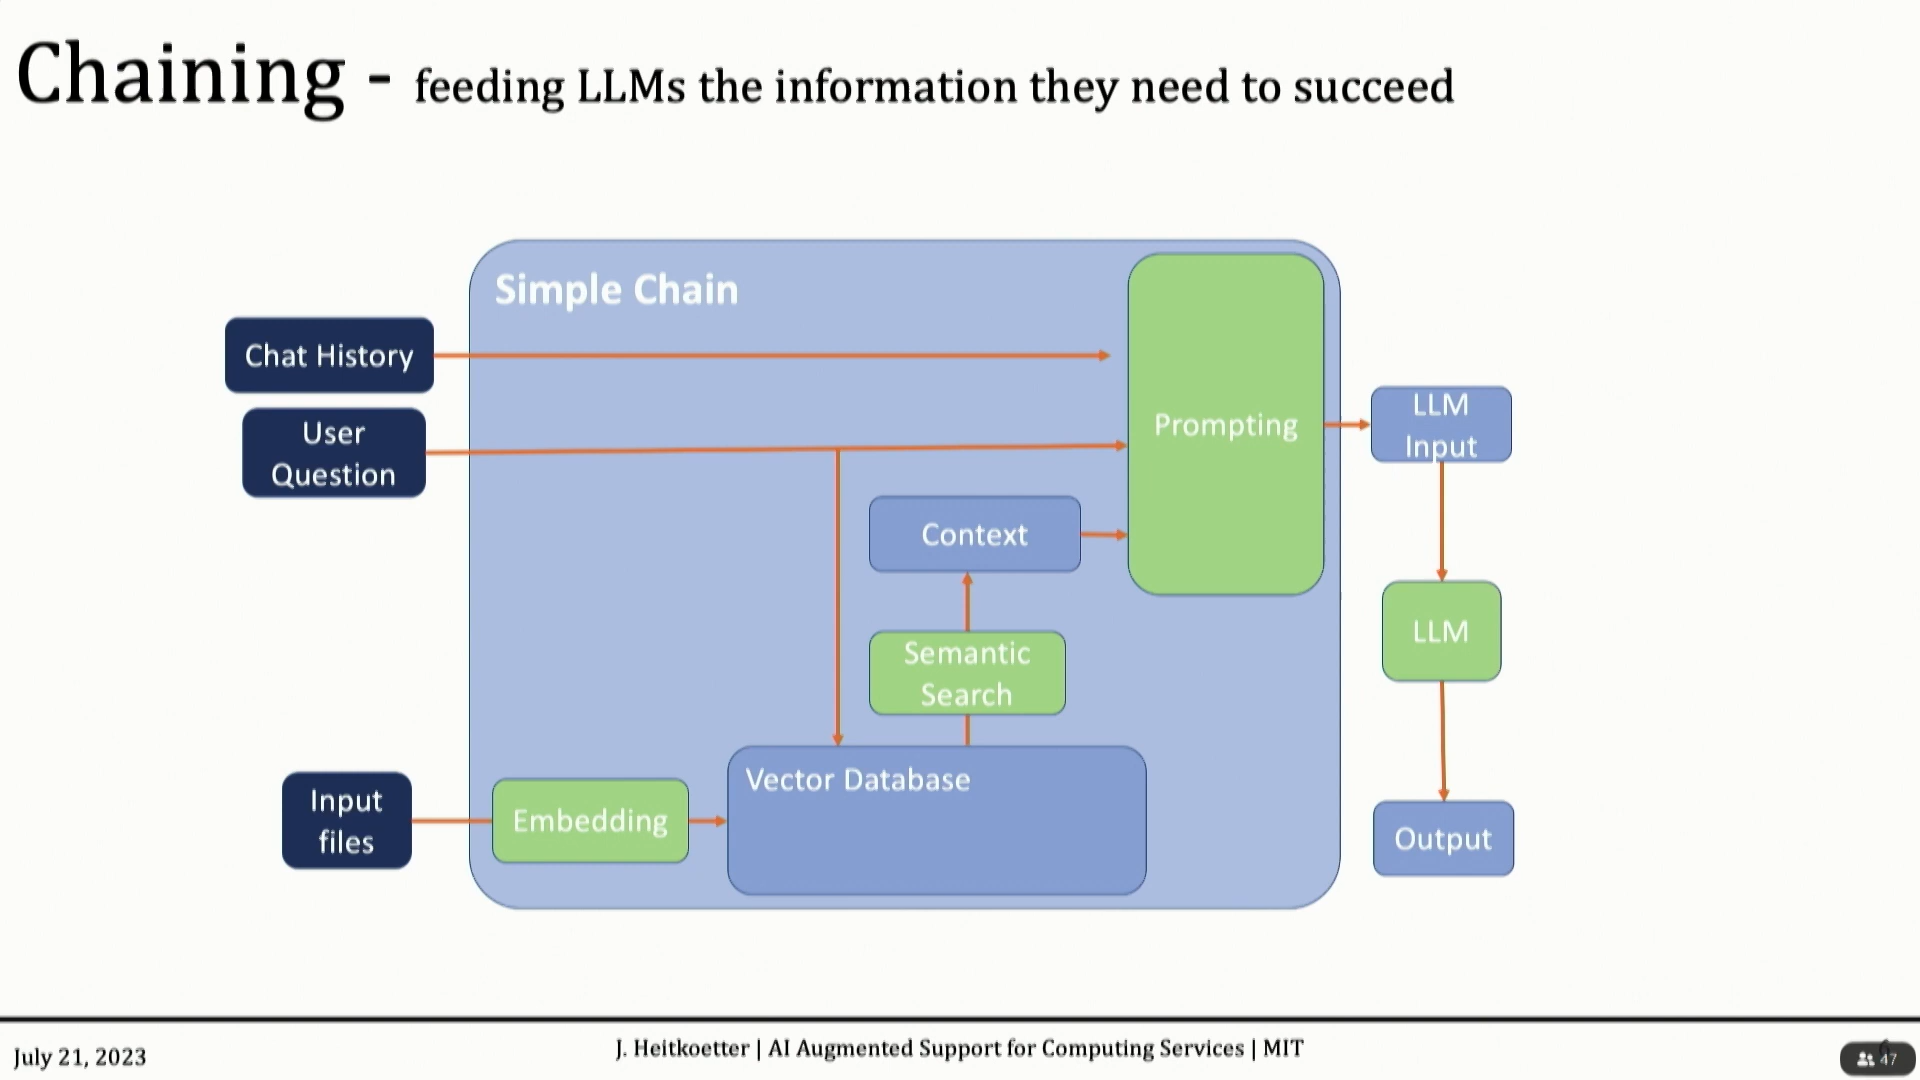 Chaining - feeding LLMs the information they need to succeed
Simple Chain
Chat History
User
Question
Prompting
LLM
Input
Context
Semantic
Search
LLM
Vector Database
Input
files
Embedding
Output
July 21, 2023
J. Heitkoetter | AI Augmented Support for Computing Services | MIT
47